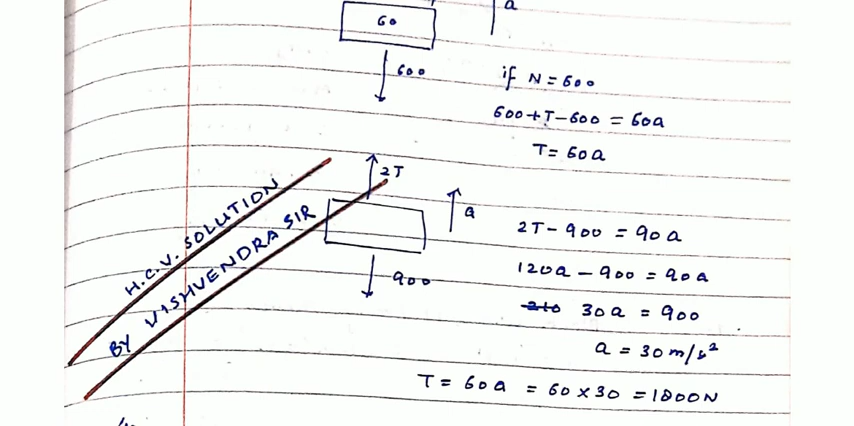 a
60
600
if N = 600
600+T-600 = 60a
T = 60a
2T
a
H.C.V. SOLUTION
BY VISHVENDRA SIR
2T - 900 = 90a
900
120a - 900 = 90a
30a = 900
a = 30 m/s²
T = 60a = 60 × 30 = 1800N